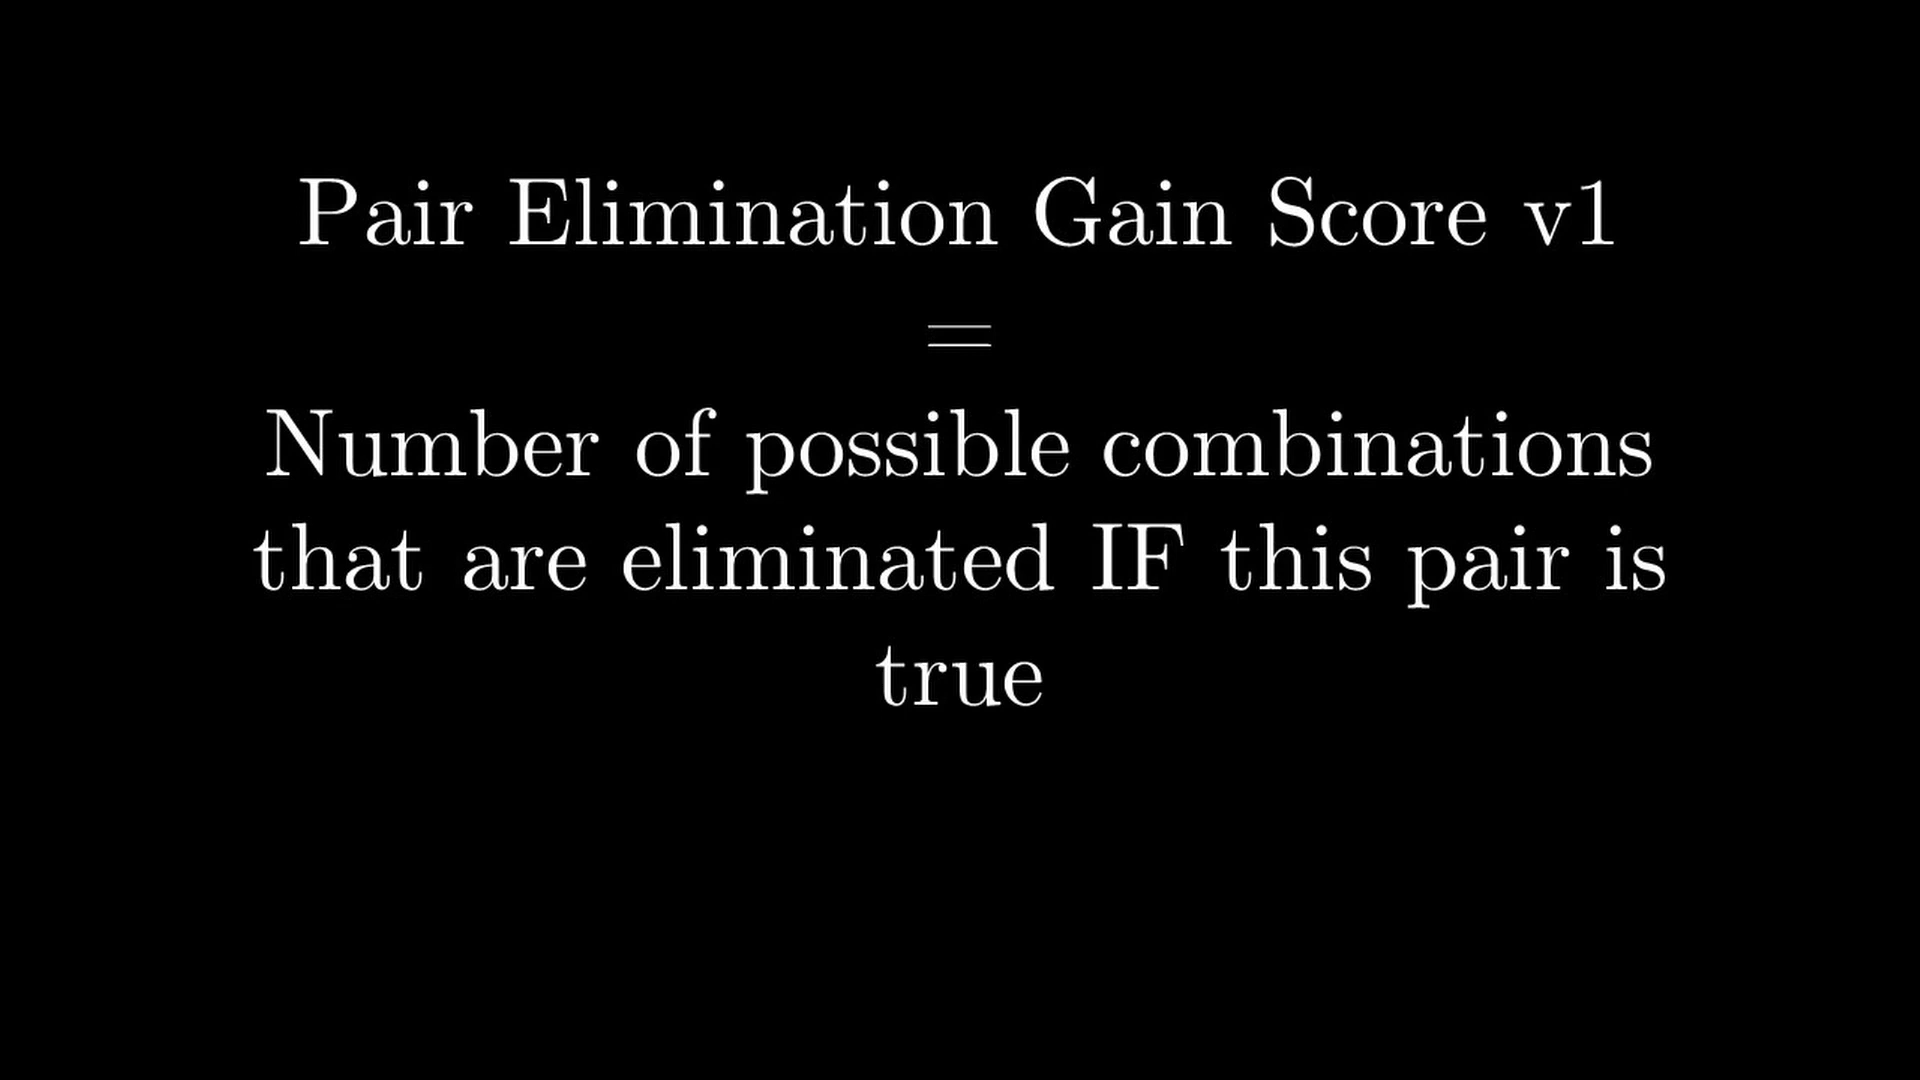 Pair Elimination Gain Score v1
=
Number of possible combinations
that are eliminated IF this pair is
true